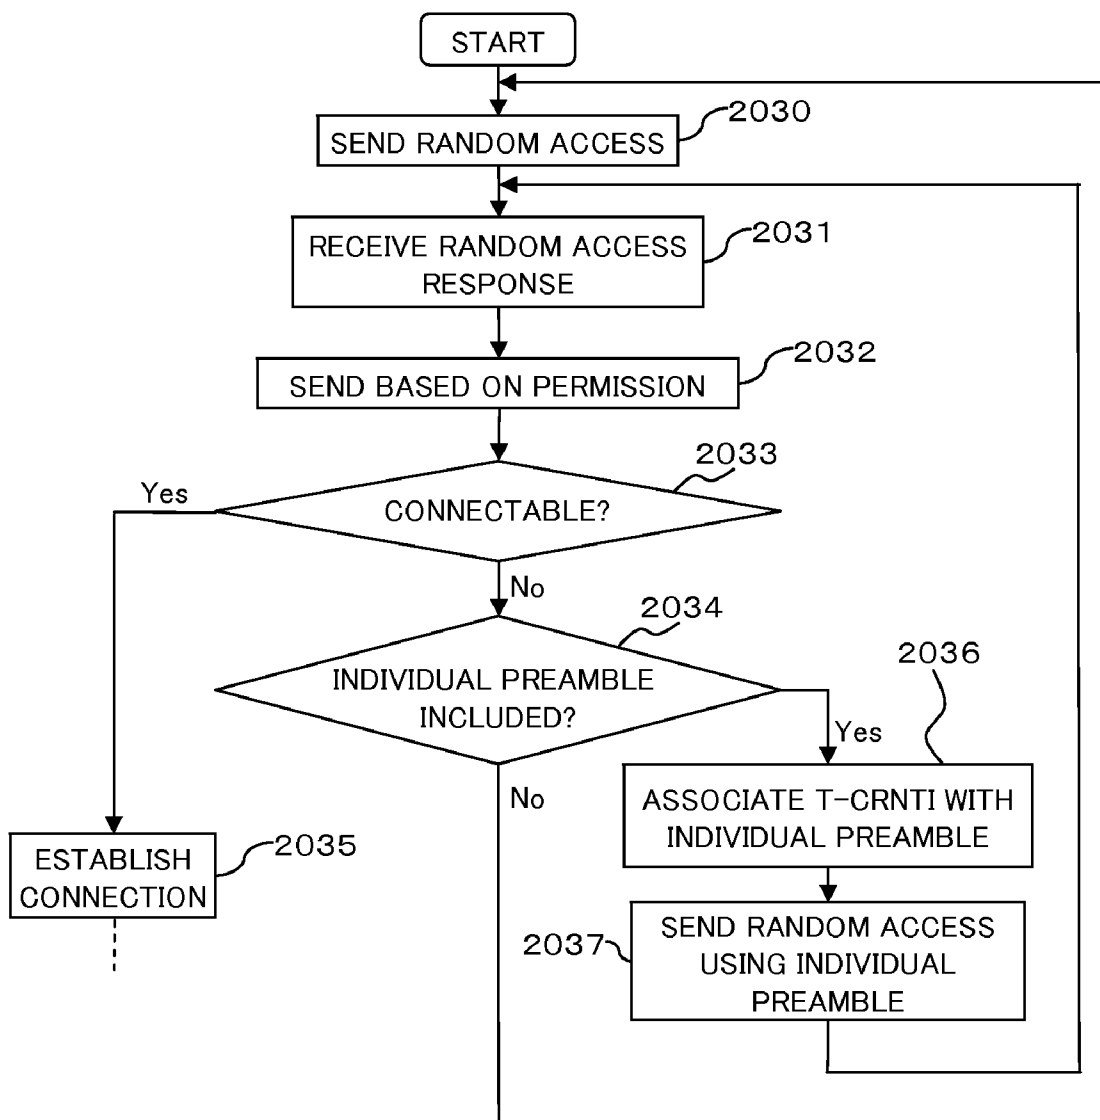 START
2030
SEND RANDOM ACCESS
2031
RECEIVE RANDOM ACCESS
RESPONSE
2032
SEND BASED ON PERMISSION
2033
Yes
CONNECTABLE?
No
2034
INDIVIDUAL PREAMBLE
INCLUDED?
2036
Yes
No
ASSOCIATE T-CRNTI WITH
INDIVIDUAL PREAMBLE
2035
ESTABLISH
CONNECTION
2037
SEND RANDOM ACCESS
USING INDIVIDUAL
PREAMBLE